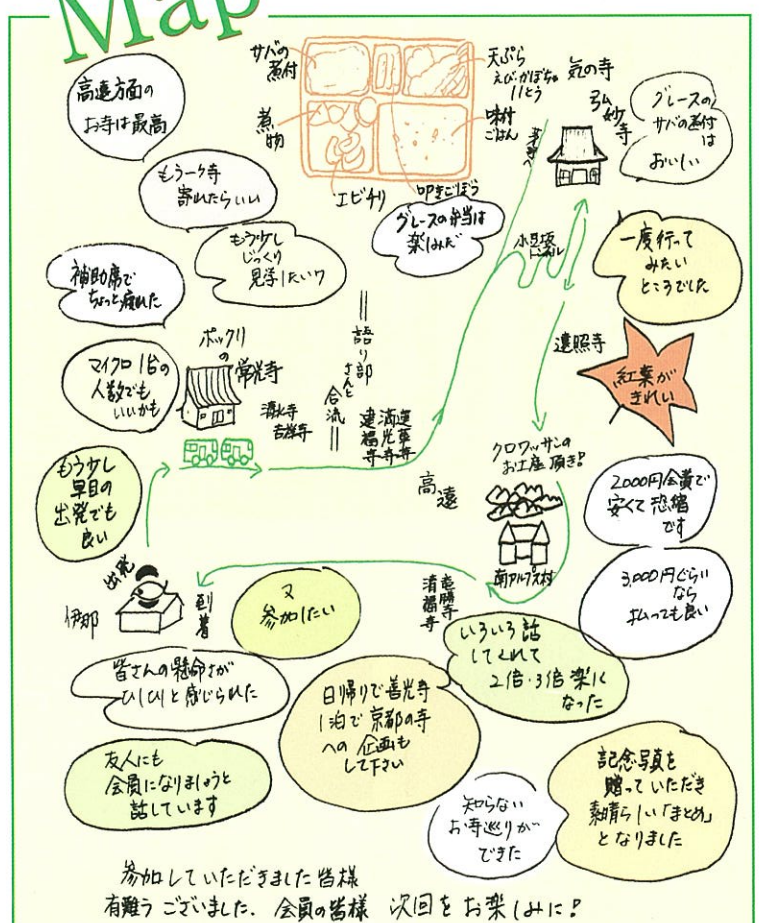 Map
高遠方面の
お寺は最高
サバの
煮付
天ぷら
えび・かぼちゃ
いとう
味付
ごはん
煮物
エビチリ
叩きごぼう
気の寺
弘妙寺
グレースの
サバの煮付
は
おいしい
もう一ケ寺
寄れたらいい
グレースの弁当は
楽しみだ
もう少し
じっくり
見学したいワ
小豆坂
トンネル
一度行って
みたい
ところでした
補助席で
ちょっと疲れた
遠照寺
紅葉が
きれい
マイクロ1台の
人数でも
いいかも
ポックリ
の
常光寺
清水寺
吉祥寺
=語り部
さんと
合流=
建福寺
満光寺
蓮華寺
高遠
クロワッサンの
お土産頂き!
南アルプス村
もう少し
早目の
出発でも
良い
2000円会費で
安くて恐縮
です
3,000円ぐらい
なら
払っても良い
出発
伊那
到着
又
参加したい
清福寺
竜勝寺
いろいろ話
してくれて
2倍・3倍楽しく
なった
皆さんの懸命さが
ひしひしと感じられた
日帰りで善光寺
1泊で京都の寺
への企画も
して下さい
友人にも
会員になりましょうと
話しています
知らない
お寺巡りが
できた
記念写真を
贈っていただき
素晴らしい「まとめ」
となりました
参加していただきました皆様
有難うございました。会員の皆様 次回をお楽しみに!